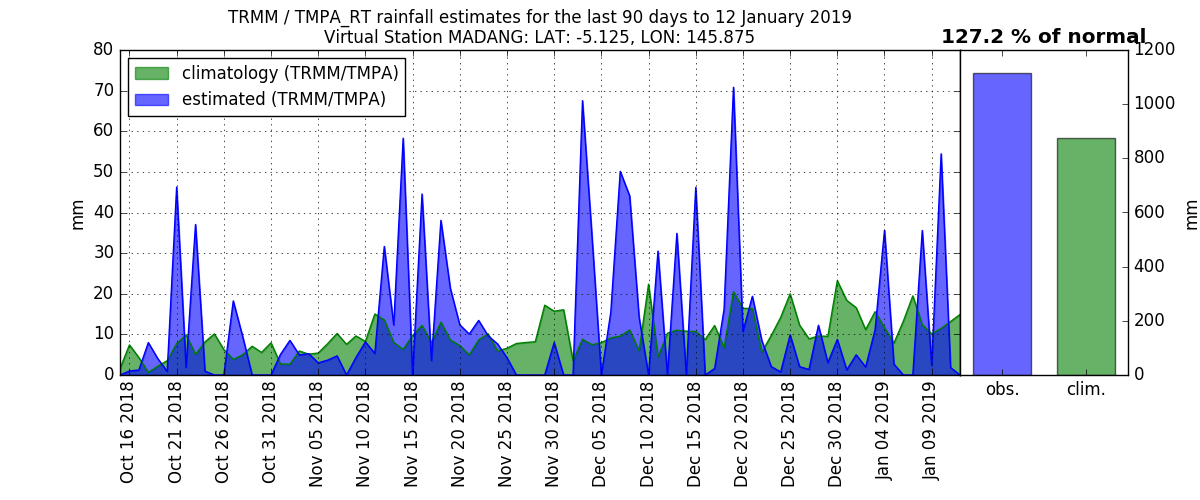 TRMM / TMPA_RT rainfall estimates for the last 90 days to 12 January 2019
Virtual Station MADANG: LAT: -5.125, LON: 145.875
127.2 % of normal
climatology (TRMM/TMPA)
estimated (TRMM/TMPA)
mm
80
70
60
50
40
30
20
10
0
Oct 16 2018
Oct 21 2018
Oct 26 2018
Oct 31 2018
Nov 05 2018
Nov 10 2018
Nov 15 2018
Nov 20 2018
Nov 25 2018
Nov 30 2018
Dec 05 2018
Dec 10 2018
Dec 15 2018
Dec 20 2018
Dec 25 2018
Dec 30 2018
Jan 04 2019
Jan 09 2019
obs.
clim.
1200
1000
800
600
400
200
0
mm